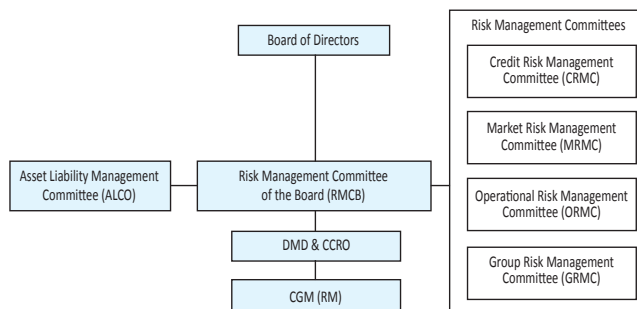 Board of Directors
Risk Management Committees
Credit Risk Management
Committee (CRMC)
Market Risk Management
Committee (MRMC)
Asset Liability Management
Committee (ALCO)
Risk Management Committee
of the Board (RMCB)
Operational Risk Management
Committee (ORMC)
DMD & CCRO
Group Risk Management
Committee (GRMC)
CGM (RM)